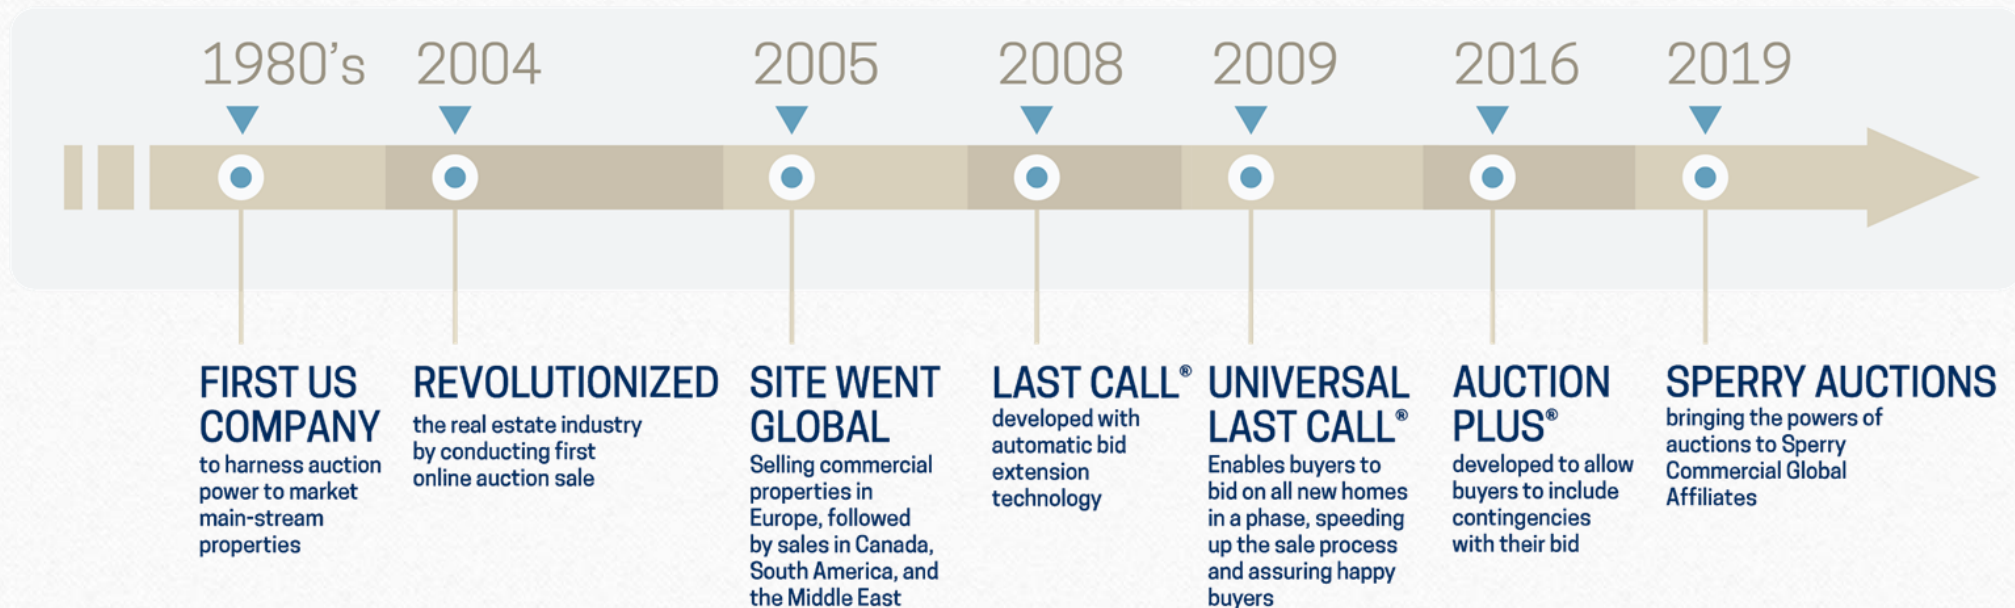 1980's
2004
2005
2008
2009
2016
2019
FIRST US
COMPANY
to harness auction
power to market
main-stream
properties
REVOLUTIONIZED
the real estate industry
by conducting first
online auction sale
SITE WENT
GLOBAL
Selling commercial
properties in
Europe, followed
by sales in Canada,
South America, and
the Middle East
LAST CALL®
developed with
automatic bid
extension
technology
UNIVERSAL
LAST CALL®
Enables buyers to
bid on all new homes
in a phase, speeding
up the sale process
and assuring happy
buyers
AUCTION
PLUS®
developed to allow
buyers to include
contingencies
with their bid
SPERRY AUCTIONS
bringing the powers of
auctions to Sperry
Commercial Global
Affiliates